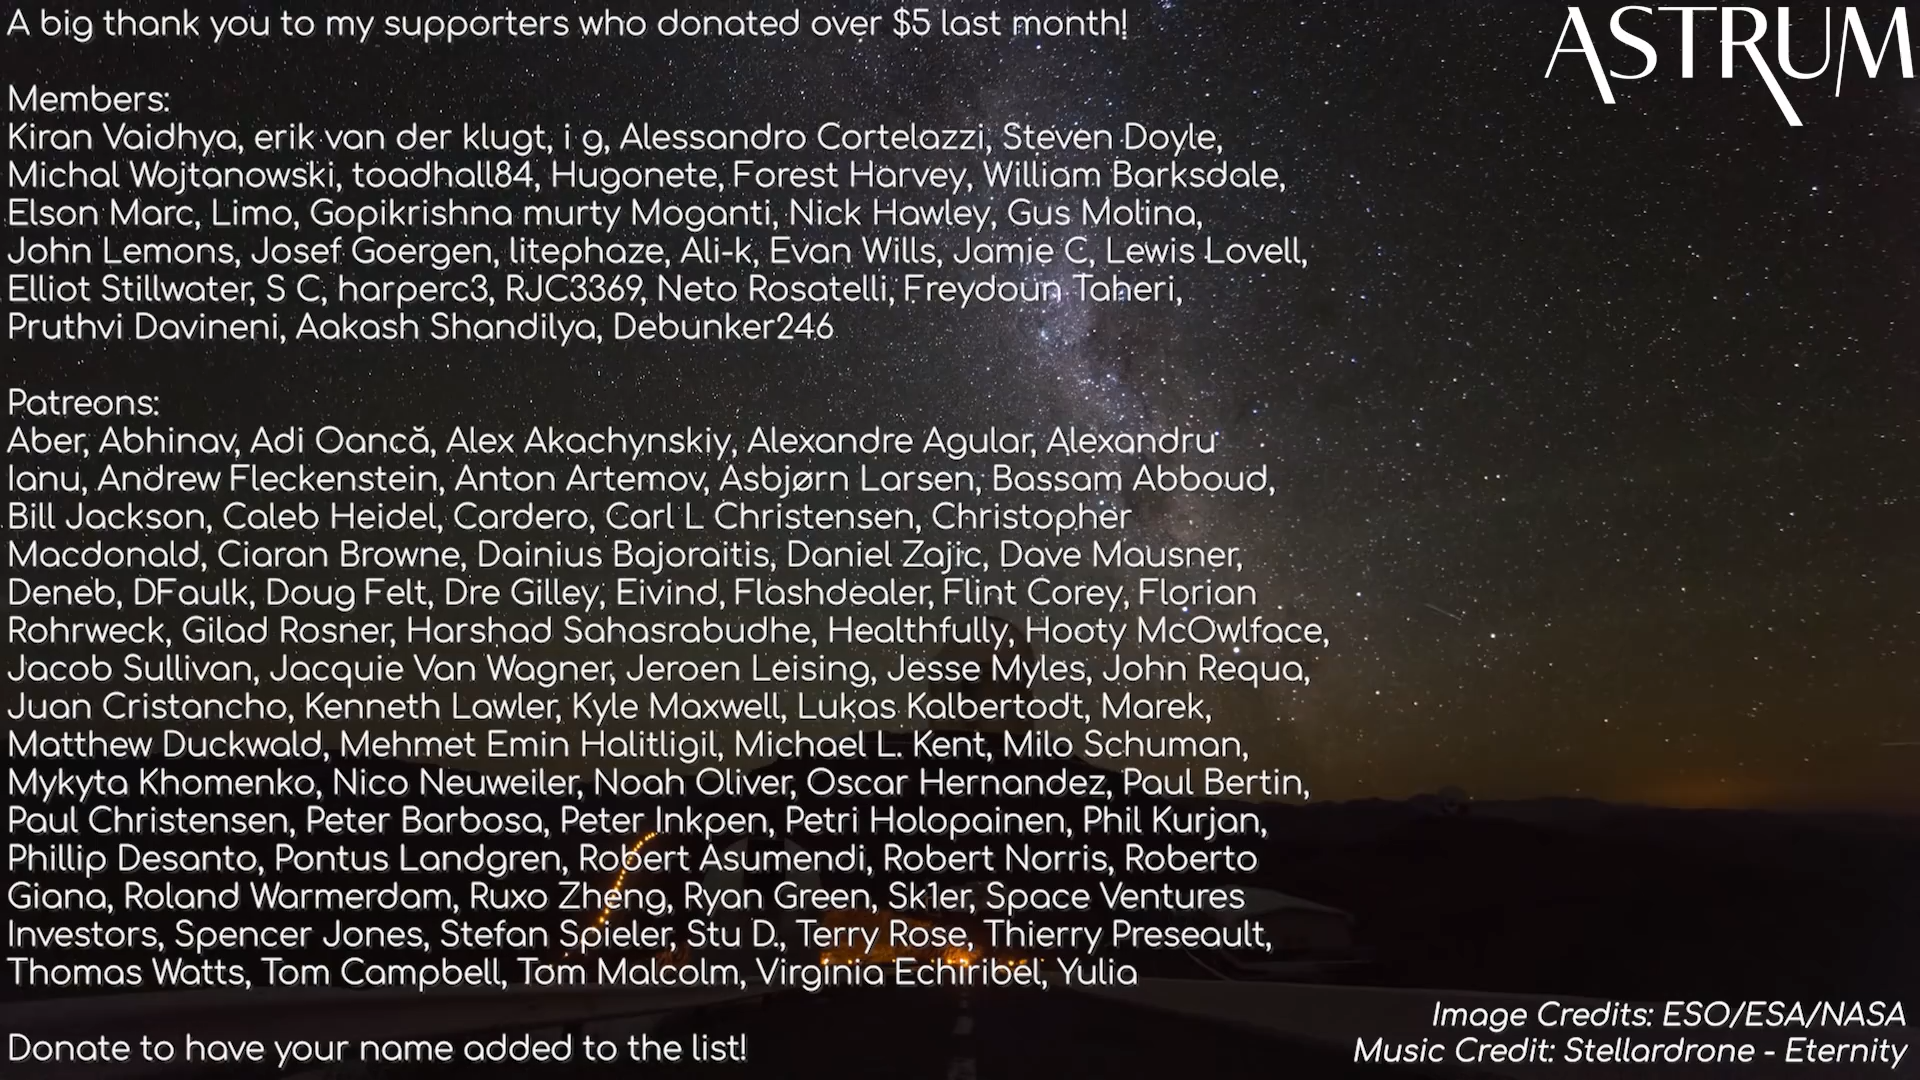 A big thank you to my supporters who donated over $5 last month!
ASTRUM
Members:
Kiran Vaidhya, erik van der klugt, i g, Alessandro Cortelazzi, Steven Doyle,
Michal Wojtanowski, toadhall84, Hugonete, Forest Harvey, William Barksdale,
Elson Marc, Limo, Gopikrishna murty Moganti, Nick Hawley, Gus Molina,
John Lemons, Josef Goergen, litephaze, Ali-k, Evan Wills, Jamie C, Lewis Lovell,
Elliot Stillwater, S C, harperc3, RJC3369, Neto Rosatelli, Freydoun Taheri,
Pruthvi Davineni, Aakash Shandilya, Debunker246
Patreons:
Aber, Abhinav, Adi Oancă, Alex Akachynskiy, Alexandre Agular, Alexandru
Ianu, Andrew Fleckenstein, Anton Artemov, Asbjørn Larsen, Bassam Abboud,
Bill Jackson, Caleb Heidel, Cardero, Carl L Christensen, Christopher
Macdonald, Ciaran Browne, Dainius Bajoraitis, Daniel Zajic, Dave Mausner,
Deneb, DFaulk, Doug Felt, Dre Gilley, Eivind, Flashdealer, Flint Corey, Florian
Rohrweck, Gilad Rosner, Harshad Sahasrabudhe, Healthfully, Hooty McOwlface,
Jacob Sullivan, Jacquie Van Wagner, Jeroen Leising, Jesse Myles, John Requa,
Juan Cristancho, Kenneth Lawler, Kyle Maxwell, Lukas Kalbertodt, Marek,
Matthew Duckwald, Mehmet Emin Halitligil, Michael L. Kent, Milo Schuman,
Mykyta Khomenko, Nico Neuweiler, Noah Oliver, Oscar Hernandez, Paul Bertin,
Paul Christensen, Peter Barbosa, Peter Inkpen, Petri Holopainen, Phil Kurjan,
Phillip Desanto, Pontus Landgren, Robert Asumendi, Robert Norris, Roberto
Giana, Roland Warmerdam, Ruxo Zheng, Ryan Green, Sk1er, Space Ventures
Investors, Spencer Jones, Stefan Spieler, Stu D., Terry Rose, Thierry Preseault,
Thomas Watts, Tom Campbell, Tom Malcolm, Virginia Echiribel, Yulia
Donate to have your name added to the list!
Image Credits: ESO/ESA/NASA
Music Credit: Stellardrone - Eternity